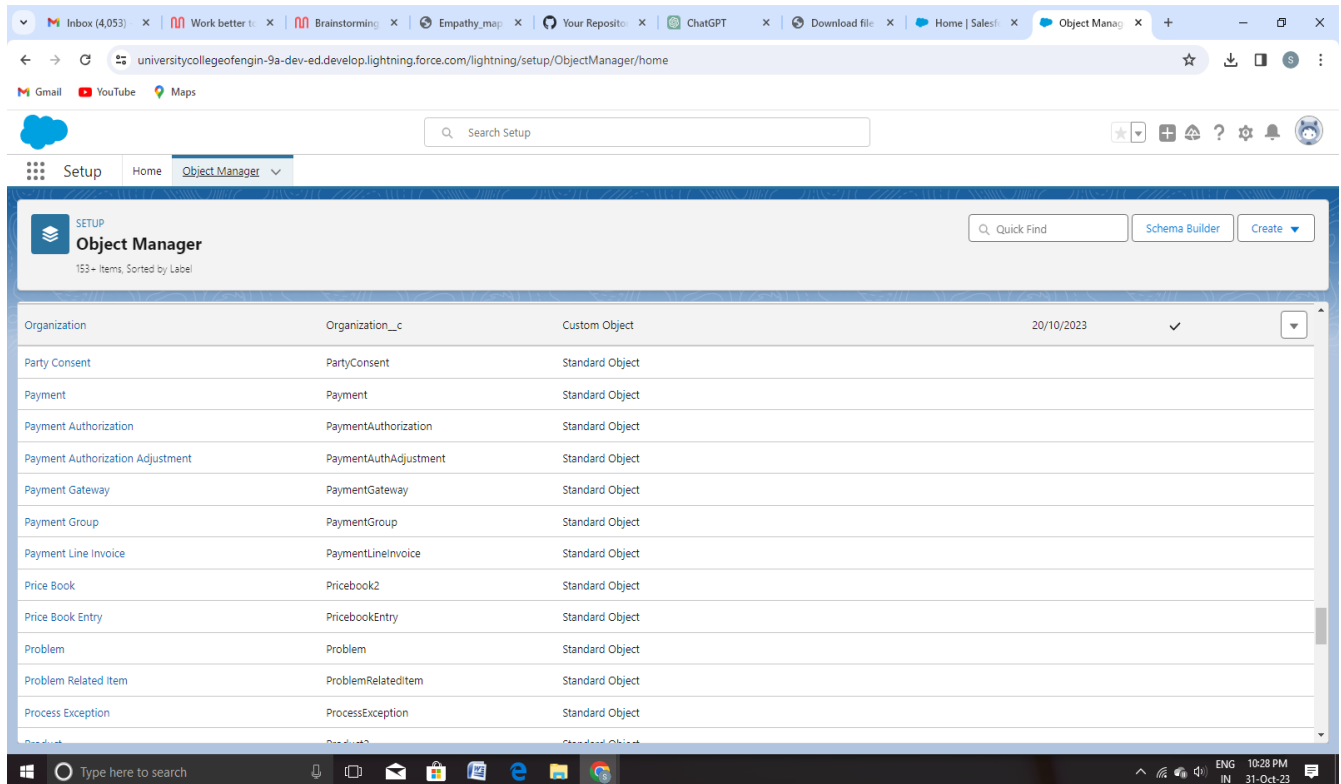 Inbox (4,053) -
Work better to
Brainstorming
Empathy_map
Your Reposito
ChatGPT
Download file
Home | Salesf
Object Manag
universitycollegeofengin-9a-dev-ed.develop.lightning.force.com/lightning/setup/ObjectManager/home
S
Gmail YouTube Maps
Search Setup
Setup Home Object Manager
SETUP
Object Manager
153+ Items, Sorted by Label
Quick Find Schema Builder Create
Organization Organization__c Custom Object 20/10/2023
Party Consent PartyConsent Standard Object
Payment Payment Standard Object
Payment Authorization PaymentAuthorization Standard Object
Payment Authorization Adjustment PaymentAuthAdjustment Standard Object
Payment Gateway PaymentGateway Standard Object
Payment Group PaymentGroup Standard Object
Payment Line Invoice PaymentLineInvoice Standard Object
Price Book Pricebook2 Standard Object
Price Book Entry PricebookEntry Standard Object
Problem Problem Standard Object
Problem Related Item ProblemRelatedItem Standard Object
Process Exception ProcessException Standard Object
Product Product2 Standard Object
Type here to search
ENG 10:28 PM
IN 31-Oct-23